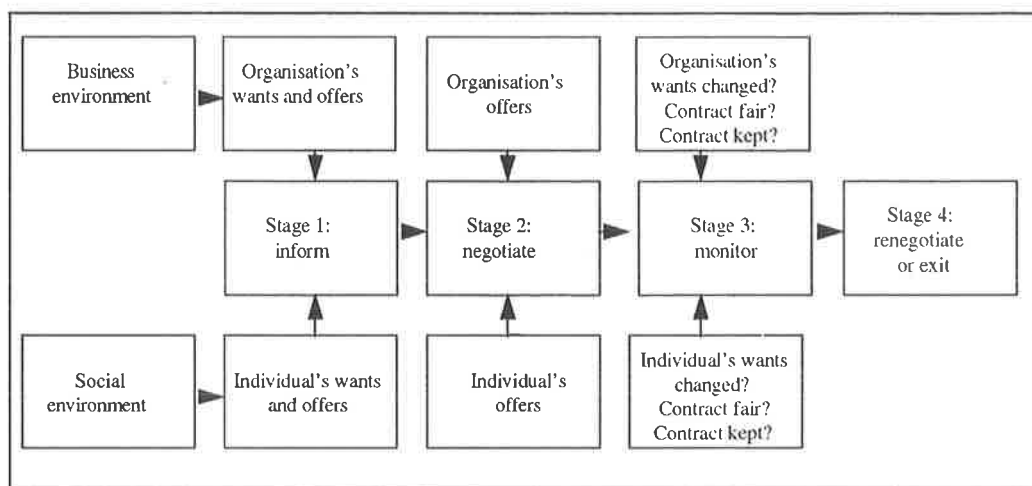 Business
environment
Organisation's
wants and offers
Organisation's
offers
Organisation's
wants changed?
Contract fair?
Contract kept?
Stage 1:
inform
Stage 2:
negotiate
Stage 3:
monitor
Stage 4:
renegotiate
or exit
Social
environment
Individual's wants
and offers
Individual's
offers
Individual's wants
changed?
Contract fair?
Contract kept?